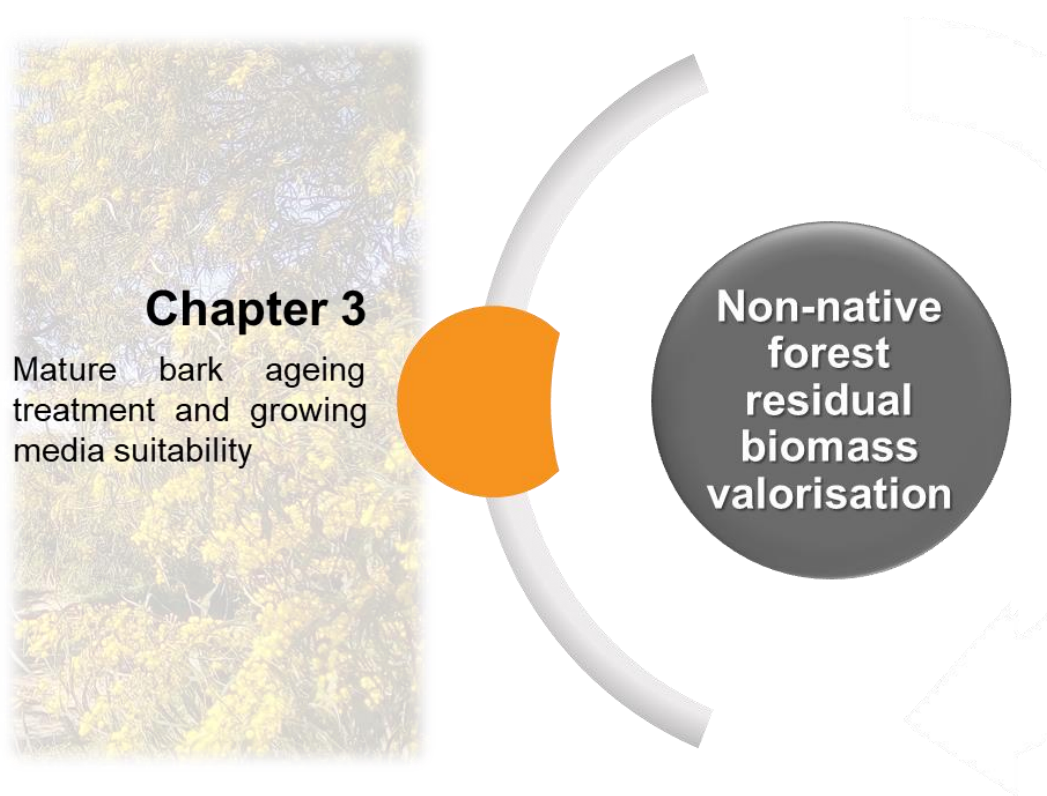 Chapter 3
Mature bark ageing
treatment and growing
media suitability
Non-native
forest
residual
biomass
valorisation